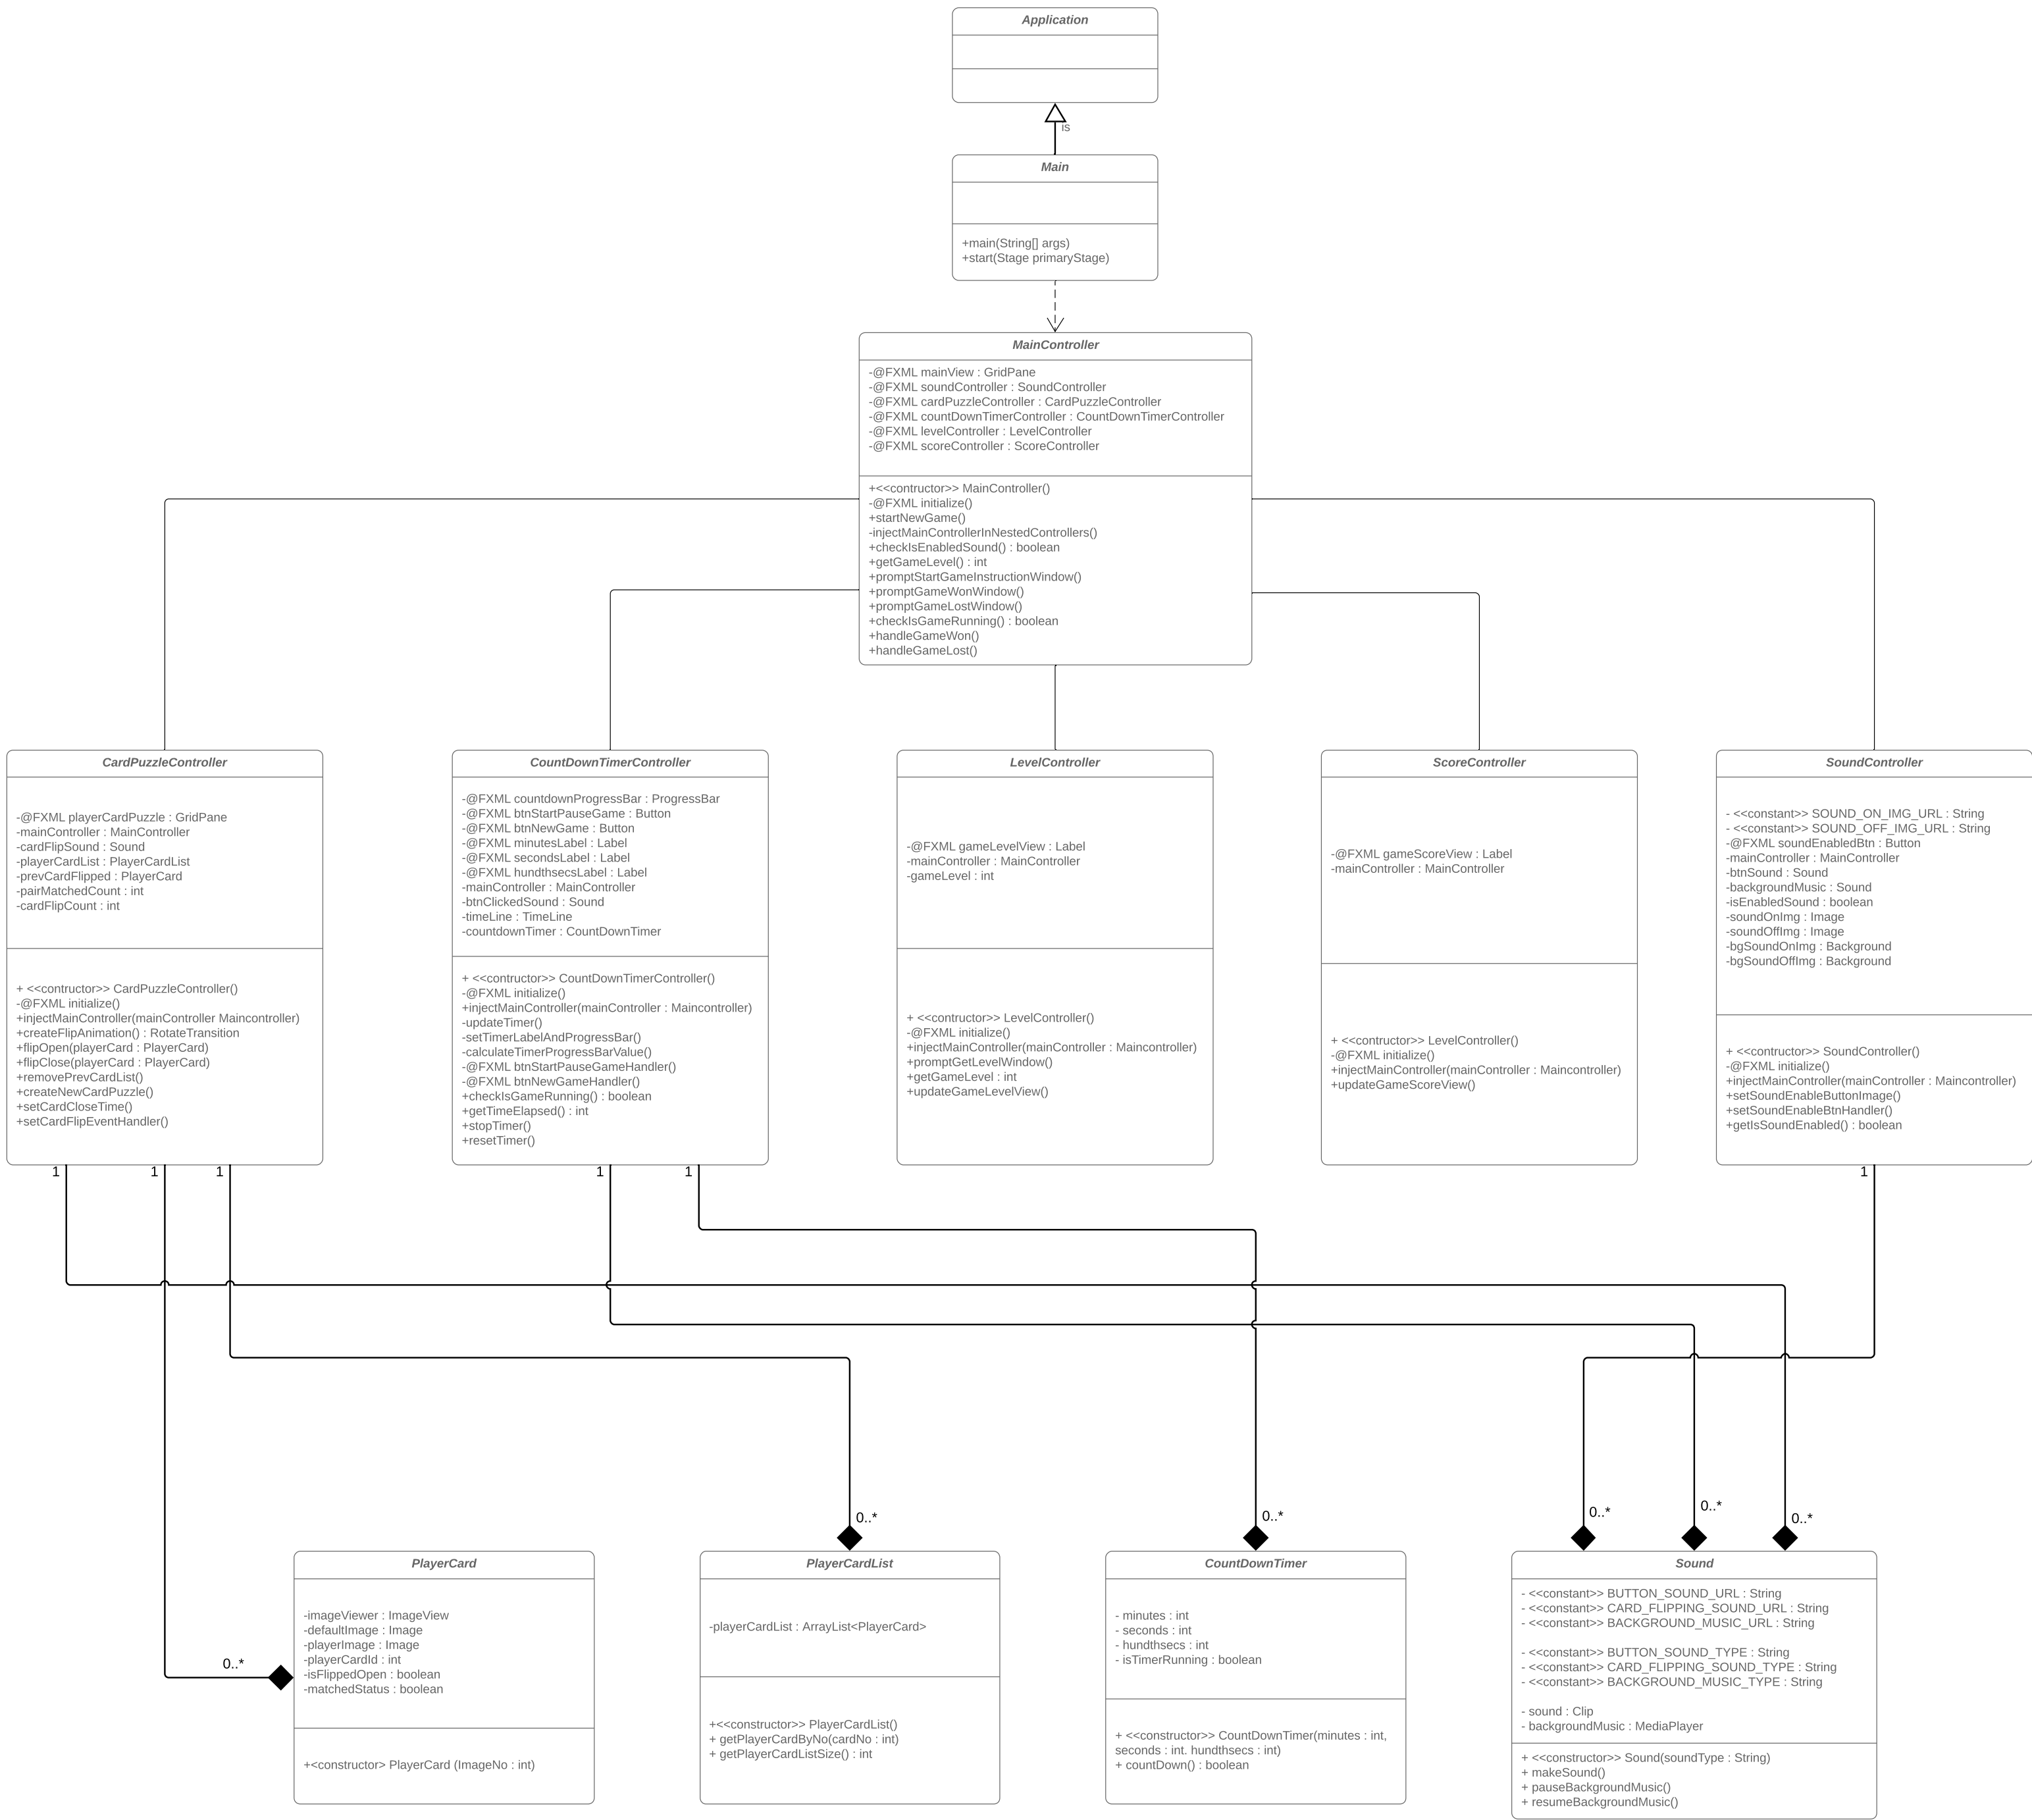 Application
is
Main
+main(String[] args)
+start(Stage primaryStage)
MainController
-@FXML mainView : GridPane
-@FXML soundController : SoundController
-@FXML cardPuzzleController : CardPuzzleController
-@FXML countDownTimerController : CountDownTimerController
-@FXML levelController : LevelController
-@FXML scoreController : ScoreController
+<<contructor>> MainController()
-@FXML initialize()
+startNewGame()
-injectMainControllerInNestedControllers()
+checkIsEnabledSound() : boolean
+getGameLevel() : int
+promptStartGameInstructionWindow()
+promptGameWonWindow()
+promptGameLostWindow()
+checkIsGameRunning() : boolean
+handleGameWon()
+handleGameLost()
CardPuzzleController
-@FXML playerCardPuzzle : GridPane
-mainController : MainController
-cardFlipSound : Sound
-playerCardList : PlayerCardList
-prevCardFlipped : PlayerCard
-pairMatchedCount : int
-cardFlipCount : int
+ <<contructor>> CardPuzzleController()
-@FXML initialize()
+injectMainController(mainController Maincontroller)
+createFlipAnimation() : RotateTransition
+flipOpen(playerCard : PlayerCard)
+flipClose(playerCard : PlayerCard)
+removePrevCardList()
+createNewCardPuzzle()
+setCardCloseTime()
+setCardFlipEventHandler()
CountDownTimerController
-@FXML countdownProgressBar : ProgressBar
-@FXML btnStartPauseGame : Button
-@FXML btnNewGame : Button
-@FXML minutesLabel : Label
-@FXML secondsLabel : Label
-@FXML hundthsecsLabel : Label
-mainController : MainController
-btnClickedSound : Sound
-timeLine : TimeLine
-countdownTimer : CountDownTimer
+ <<contructor>> CountDownTimerController()
-@FXML initialize()
+injectMainController(mainController : Maincontroller)
-updateTimer()
-setTimerLabelAndProgressBar()
-calculateTimerProgressBarValue()
-@FXML btnStartPauseGameHandler()
-@FXML btnNewGameHandler()
+checkIsGameRunning() : boolean
+getTimeElapsed() : int
+stopTimer()
+resetTimer()
LevelController
-@FXML gameLevelView : Label
-mainController : MainController
-gameLevel : int
+ <<contructor>> LevelController()
-@FXML initialize()
+injectMainController(mainController : Maincontroller)
+promptGetLevelWindow()
+getGameLevel : int
+updateGameLevelView()
ScoreController
-@FXML gameScoreView : Label
-mainController : MainController
+ <<contructor>> LevelController()
-@FXML initialize()
+injectMainController(mainController : Maincontroller)
+updateGameScoreView()
SoundController
- <<constant>> SOUND_ON_IMG_URL : String
- <<constant>> SOUND_OFF_IMG_URL : String
-@FXML soundEnabledBtn : Button
-mainController : MainController
-btnSound : Sound
-backgroundMusic : Sound
-isEnabledSound : boolean
-soundOnImg : Image
-soundOffImg : Image
-bgSoundOnImg : Background
-bgSoundOffImg : Background
+ <<contructor>> SoundController()
-@FXML initialize()
+injectMainController(mainController : Maincontroller)
+setSoundEnableButtonImage()
+setSoundEnableBtnHandler()
+getIsSoundEnabled() : boolean
1
1
1
1
1
1
0..*
0..*
0..*
0..*
0..*
0..*
PlayerCard
-imageViewer : ImageView
-defaultImage : Image
-playerImage : Image
-playerCardId : int
-isFlippedOpen : boolean
-matchedStatus : boolean
+<constructor> PlayerCard (ImageNo : int)
PlayerCardList
-playerCardList : ArrayList<PlayerCard>
+<<constructor>> PlayerCardList()
+ getPlayerCardByNo(cardNo : int)
+ getPlayerCardListSize() : int
CountDownTimer
- minutes : int
- seconds : int
- hundthsecs : int
- isTimerRunning : boolean
+ <<constructor>> CountDownTimer(minutes : int,
seconds : int. hundthsecs : int)
+ countDown() : boolean
Sound
- <<constant>> BUTTON_SOUND_URL : String
- <<constant>> CARD_FLIPPING_SOUND_URL : String
- <<constant>> BACKGROUND_MUSIC_URL : String
- <<constant>> BUTTON_SOUND_TYPE : String
- <<constant>> CARD_FLIPPING_SOUND_TYPE : String
- <<constant>> BACKGROUND_MUSIC_TYPE : String
- sound : Clip
- backgroundMusic : MediaPlayer
+ <<constructor>> Sound(soundType : String)
+ makeSound()
+ pauseBackgroundMusic()
+ resumeBackgroundMusic()